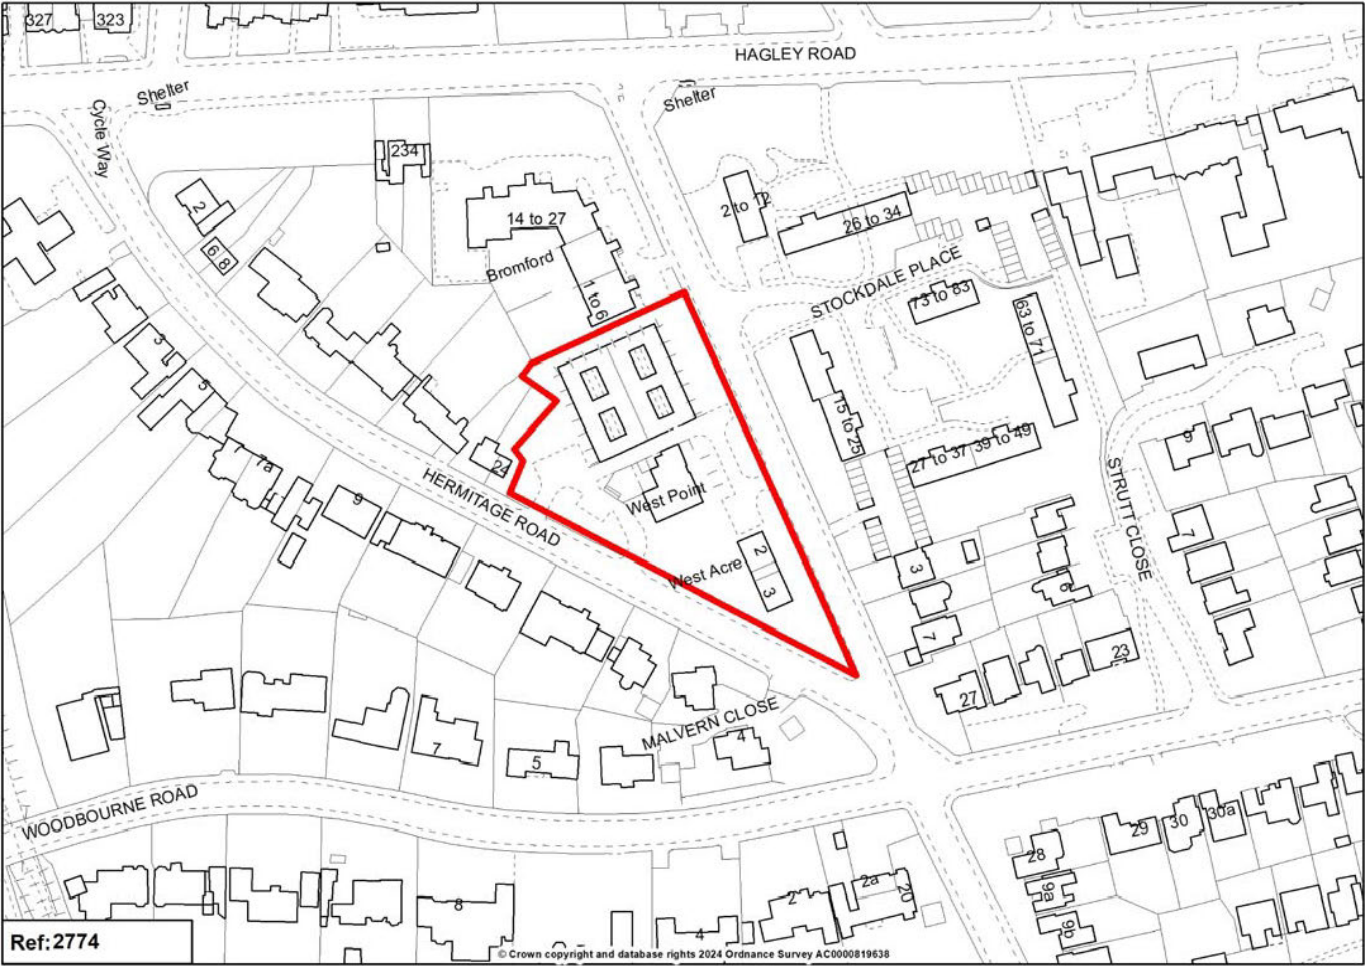 327
323
HAGLEY ROAD
Shelter
Shelter
Cycle Way
234
2
6
8
14 to 27
2 to 12
26 to 34
Bromford
1 to 6
STOCKDALE PLACE
73 to 83
63 to 71
3
5
15 to 25
27 to 37
39 to 49
9
7a
24
HERMITAGE ROAD
9
West Point
STRUTT CLOSE
7
West Acre
2
3
3
6
7
23
27
MALVERN CLOSE
4
7
5
WOODBOURNE ROAD
29
30
30a
28
9a
9b
2a
20
2
8
4
Ref:2774
© Crown copyright and database rights 2024 Ordnance Survey AC0000819638